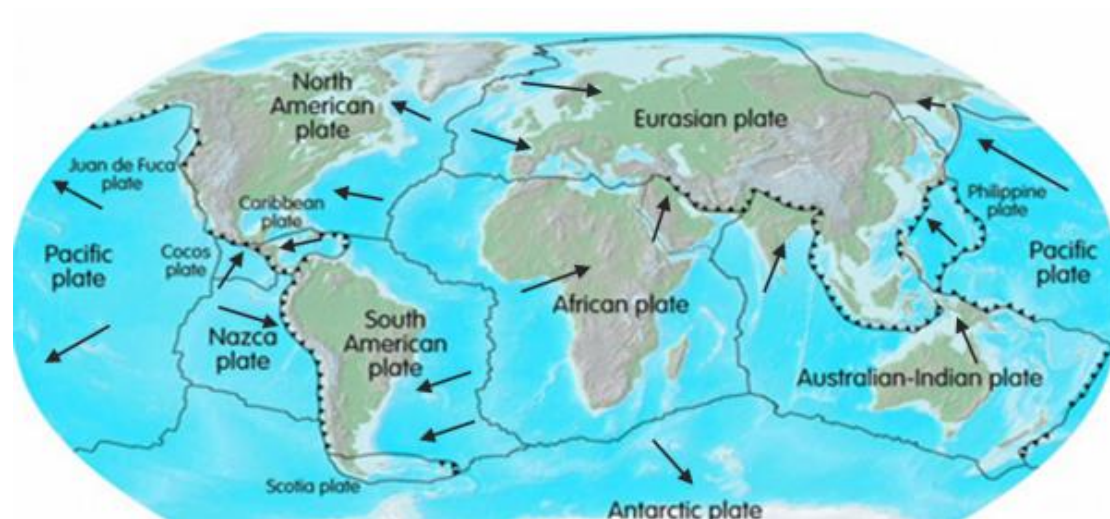 North
American
plate
Eurasian plate
Juan de Fuca
plate
Caribbean
plate
Philippine
plate
Pacific
plate
Cocos
plate
African plate
Pacific
plate
Nazca
plate
South
American
plate
Australian-Indian plate
Scotia plate
Antarctic plate